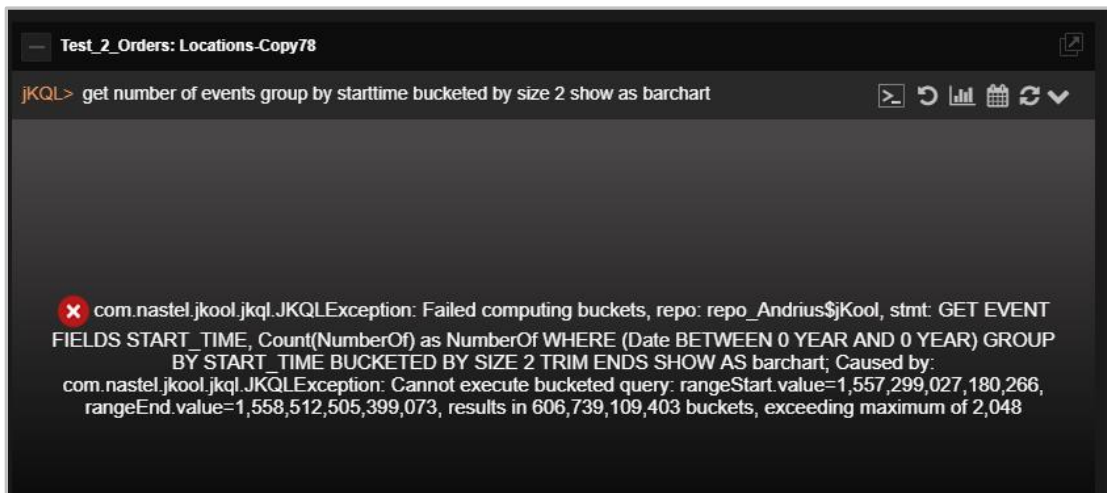 Test_2_Orders: Locations-Copy78
jKQL> get number of events group by starttime bucketed by size 2 show as barchart
com.nastel.jkool.jkql.JKQLException: Failed computing buckets, repo: repo_Andrius$jKool, stmt: GET EVENT
FIELDS START_TIME, Count(NumberOf) as NumberOf WHERE (Date BETWEEN 0 YEAR AND 0 YEAR) GROUP
BY START_TIME BUCKETED BY SIZE 2 TRIM ENDS SHOW AS barchart; Caused by:
com.nastel.jkool.jkql.JKQLException: Cannot execute bucketed query: rangeStart.value=1,557,299,027,180,266,
rangeEnd.value=1,558,512,505,399,073, results in 606,739,109,403 buckets, exceeding maximum of 2,048